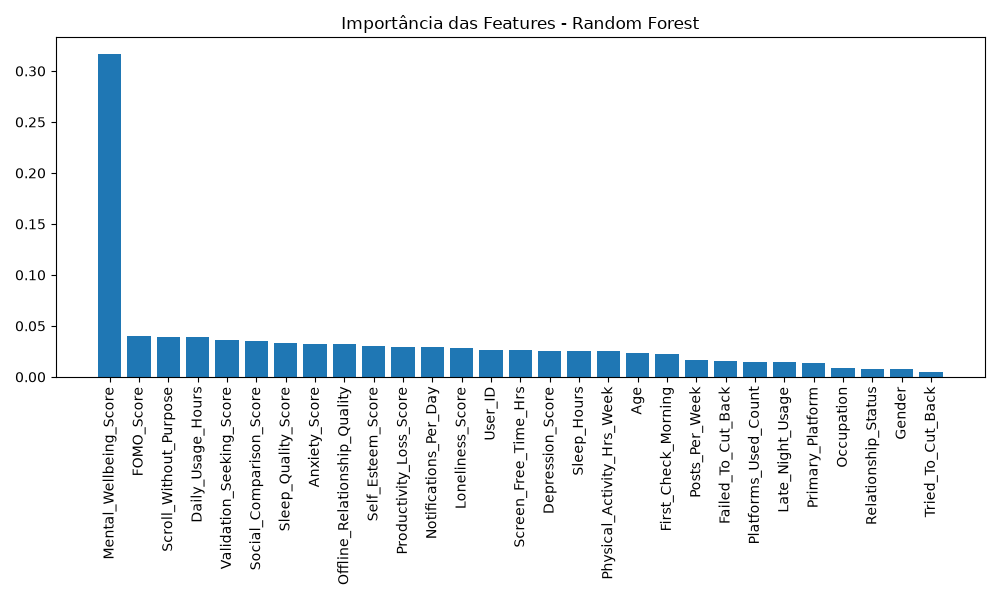 Importância das Features - Random Forest
0.30
0.25
0.20
0.15
0.10
0.05
0.00
Mental_Wellbeing_Score
FOMO_Score
Scroll_Without_Purpose
Daily_Usage_Hours
Validation_Seeking_Score
Social_Comparison_Score
Sleep_Quality_Score
Anxiety_Score
Offline_Relationship_Quality
Self_Esteem_Score
Productivity_Loss_Score
Notifications_Per_Day
Loneliness_Score
User_ID
Screen_Free_Time_Hrs
Depression_Score
Sleep_Hours
Physical_Activity_Hrs_Week
Age
First_Check_Morning
Posts_Per_Week
Failed_To_Cut_Back
Platforms_Used_Count
Late_Night_Usage
Primary_Platform
Occupation
Relationship_Status
Gender
Tried_To_Cut_Back